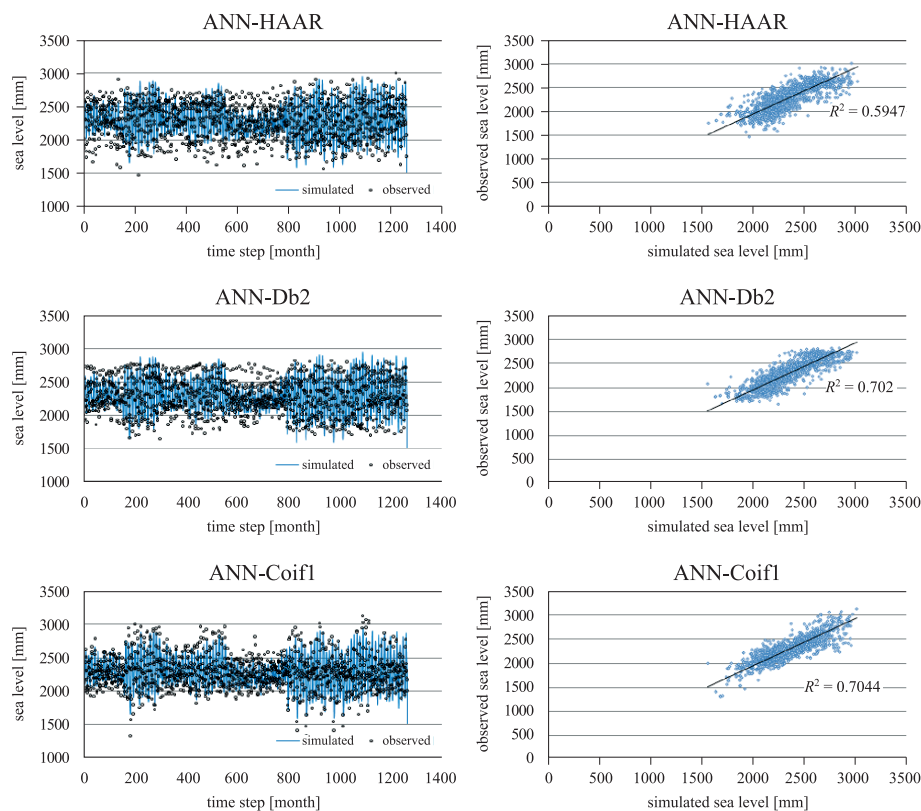 ANN-HAAR
sea level [mm]
3500
3000
2500
2000
1500
1000
simulated observed
0 200 400 600 800 1000 1200 1400
time step [month]
ANN-HAAR
observed sea level [mm]
3500
3000
2500
2000
1500
1000
500
0
R² = 0.5947
0 500 1000 1500 2000 2500 3000 3500
simulated sea level [mm]
ANN-Db2
sea level [mm]
3500
3000
2500
2000
1500
1000
simulated observed
0 200 400 600 800 1000 1200 1400
time step [month]
ANN-Db2
observed sea level [mm]
3500
3000
2500
2000
1500
1000
500
0
R² = 0.702
0 500 1000 1500 2000 2500 3000 3500
simulated sea level [mm]
ANN-Coif1
sea level [mm]
3500
3000
2500
2000
1500
1000
simulated observed
0 200 400 600 800 1000 1200 1400
time step [month]
ANN-Coif1
observed sea level [mm]
3500
3000
2500
2000
1500
1000
500
0
R² = 0.7044
0 500 1000 1500 2000 2500 3000 3500
simulated sea level [mm]